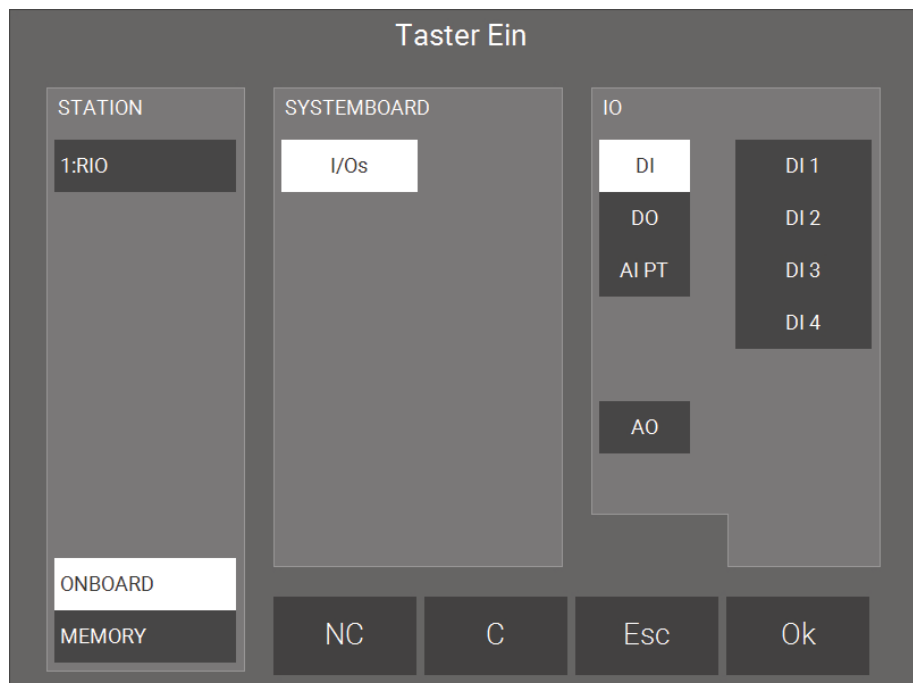 Taster Ein
STATION
1:RIO
ONBOARD
MEMORY
SYSTEMBOARD
I/Os
IO
DI
DO
AI PT
AO
DI 1
DI 2
DI 3
DI 4
NC
C
Esc
Ok